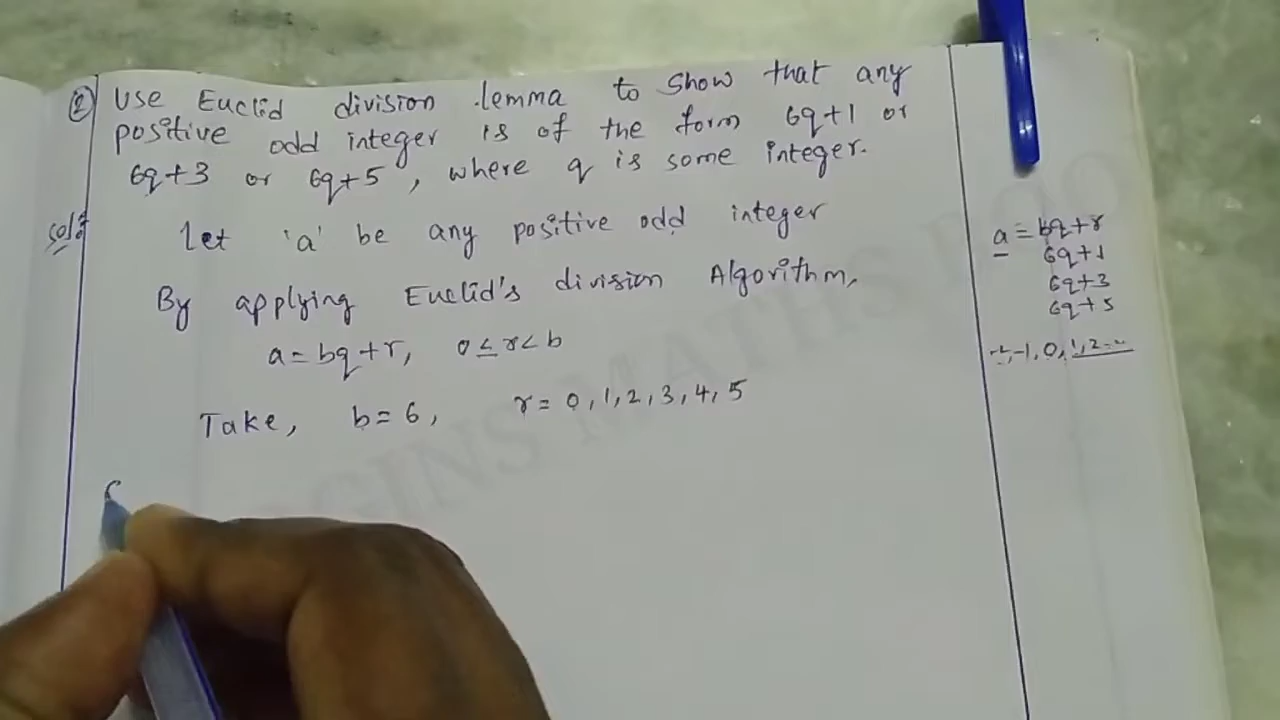 ② Use Euclid division lemma to show that any
positive odd integer is of the form 6q+1 or
6q+3 or 6q+5, where q is some integer.
Sol:
Let 'a' be any positive odd integer
By applying Euclid's division Algorithm,
a = bq+r, 0 ≤ r < b
Take, b = 6, r = 0, 1, 2, 3, 4, 5
a = bq+r
6q+1
6q+3
6q+5
-1, 0, 1, 2